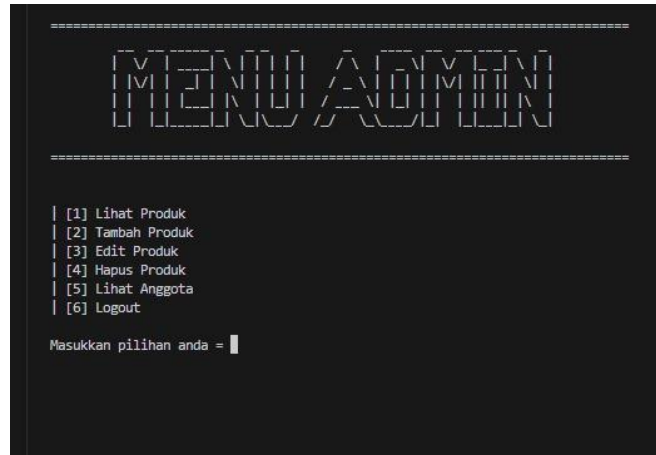 MENU ADMIN
| [1] Lihat Produk
| [2] Tambah Produk
| [3] Edit Produk
| [4] Hapus Produk
| [5] Lihat Anggota
| [6] Logout
Masukkan pilihan anda =